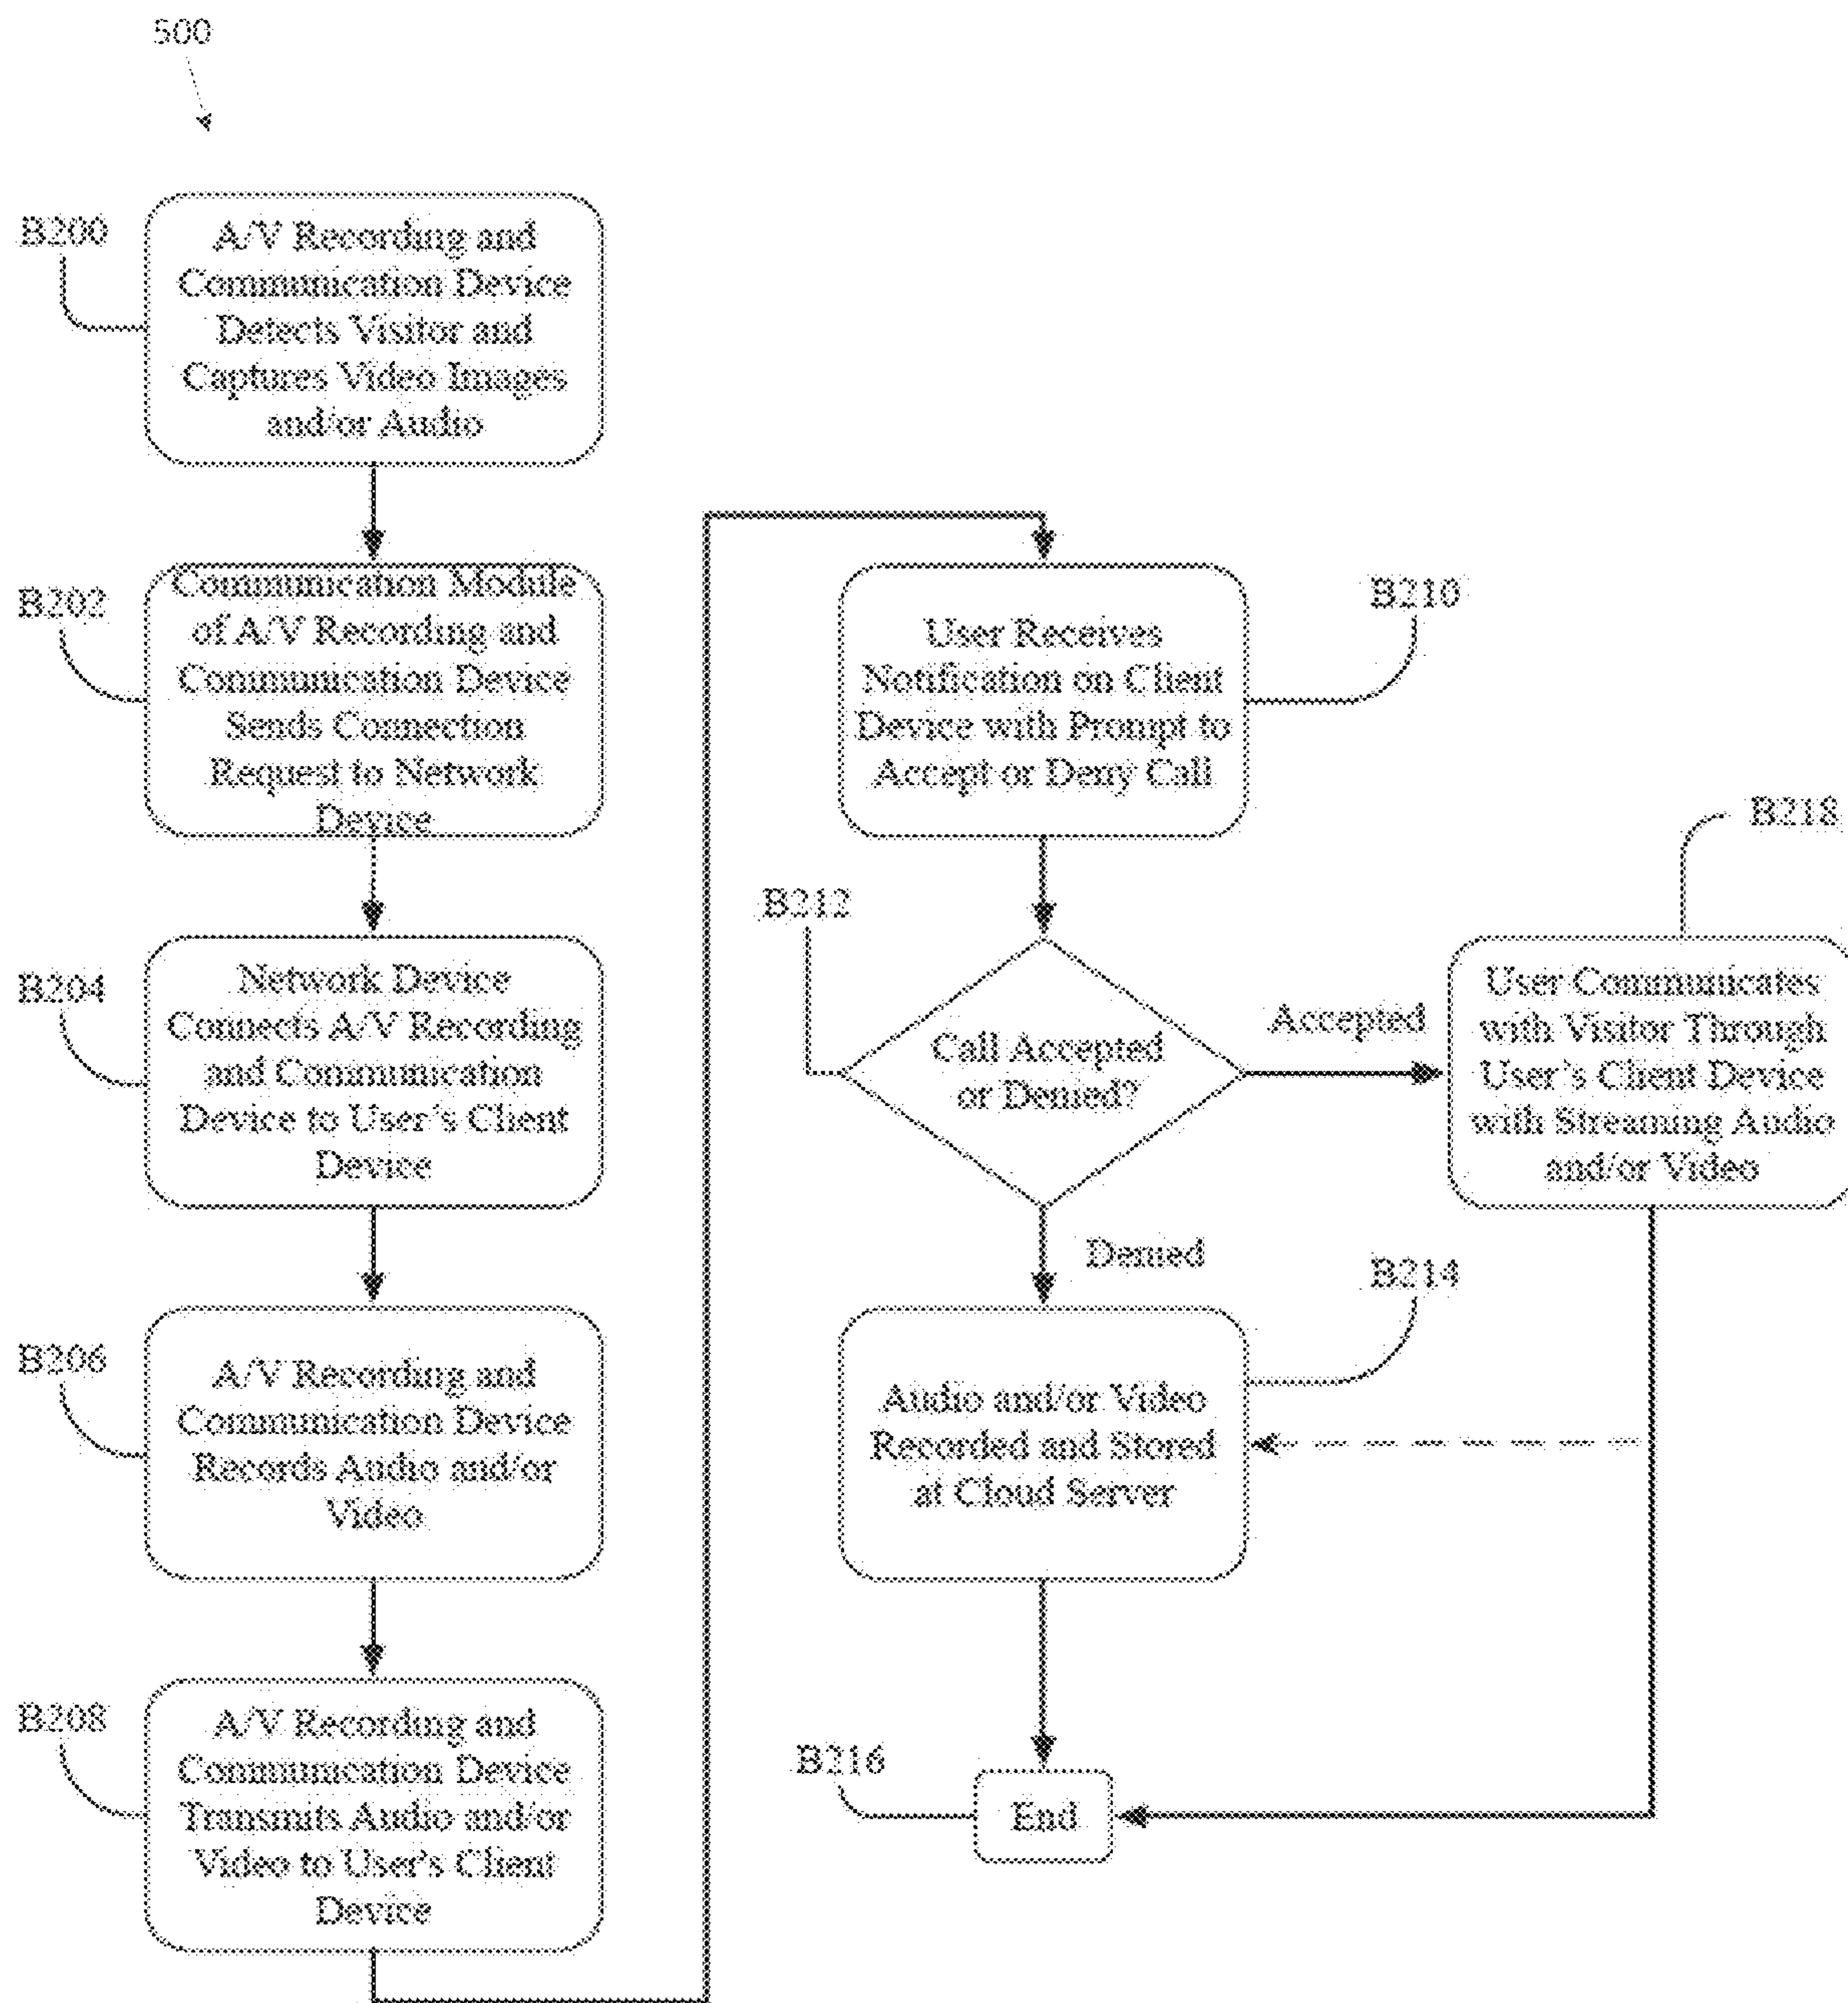 500
B200
A/V Recording and
Communication Device
Detects Visitor and
Captures Video Images
and/or Audio
B202
Communication Module
of A/V Recording and
Communication Device
Sends Connection
Request to Network
Device
B204
Network Device
Connects A/V Recording
and Communication
Device to User's Client
Device
B206
A/V Recording and
Communication Device
Records Audio and/or
Video
B208
A/V Recording and
Communication Device
Transmits Audio and/or
Video to User's Client
Device
B210
User Receives
Notification on Client
Device with Prompt to
Accept or Deny Call
B212
Call Accepted
or Denied?
Accepted
B218
User Communicates
with Visitor Through
User's Client Device
with Streaming Audio
and/or Video
Denied
B214
Audio and/or Video
Recorded and Stored
at Cloud Server
B216
End